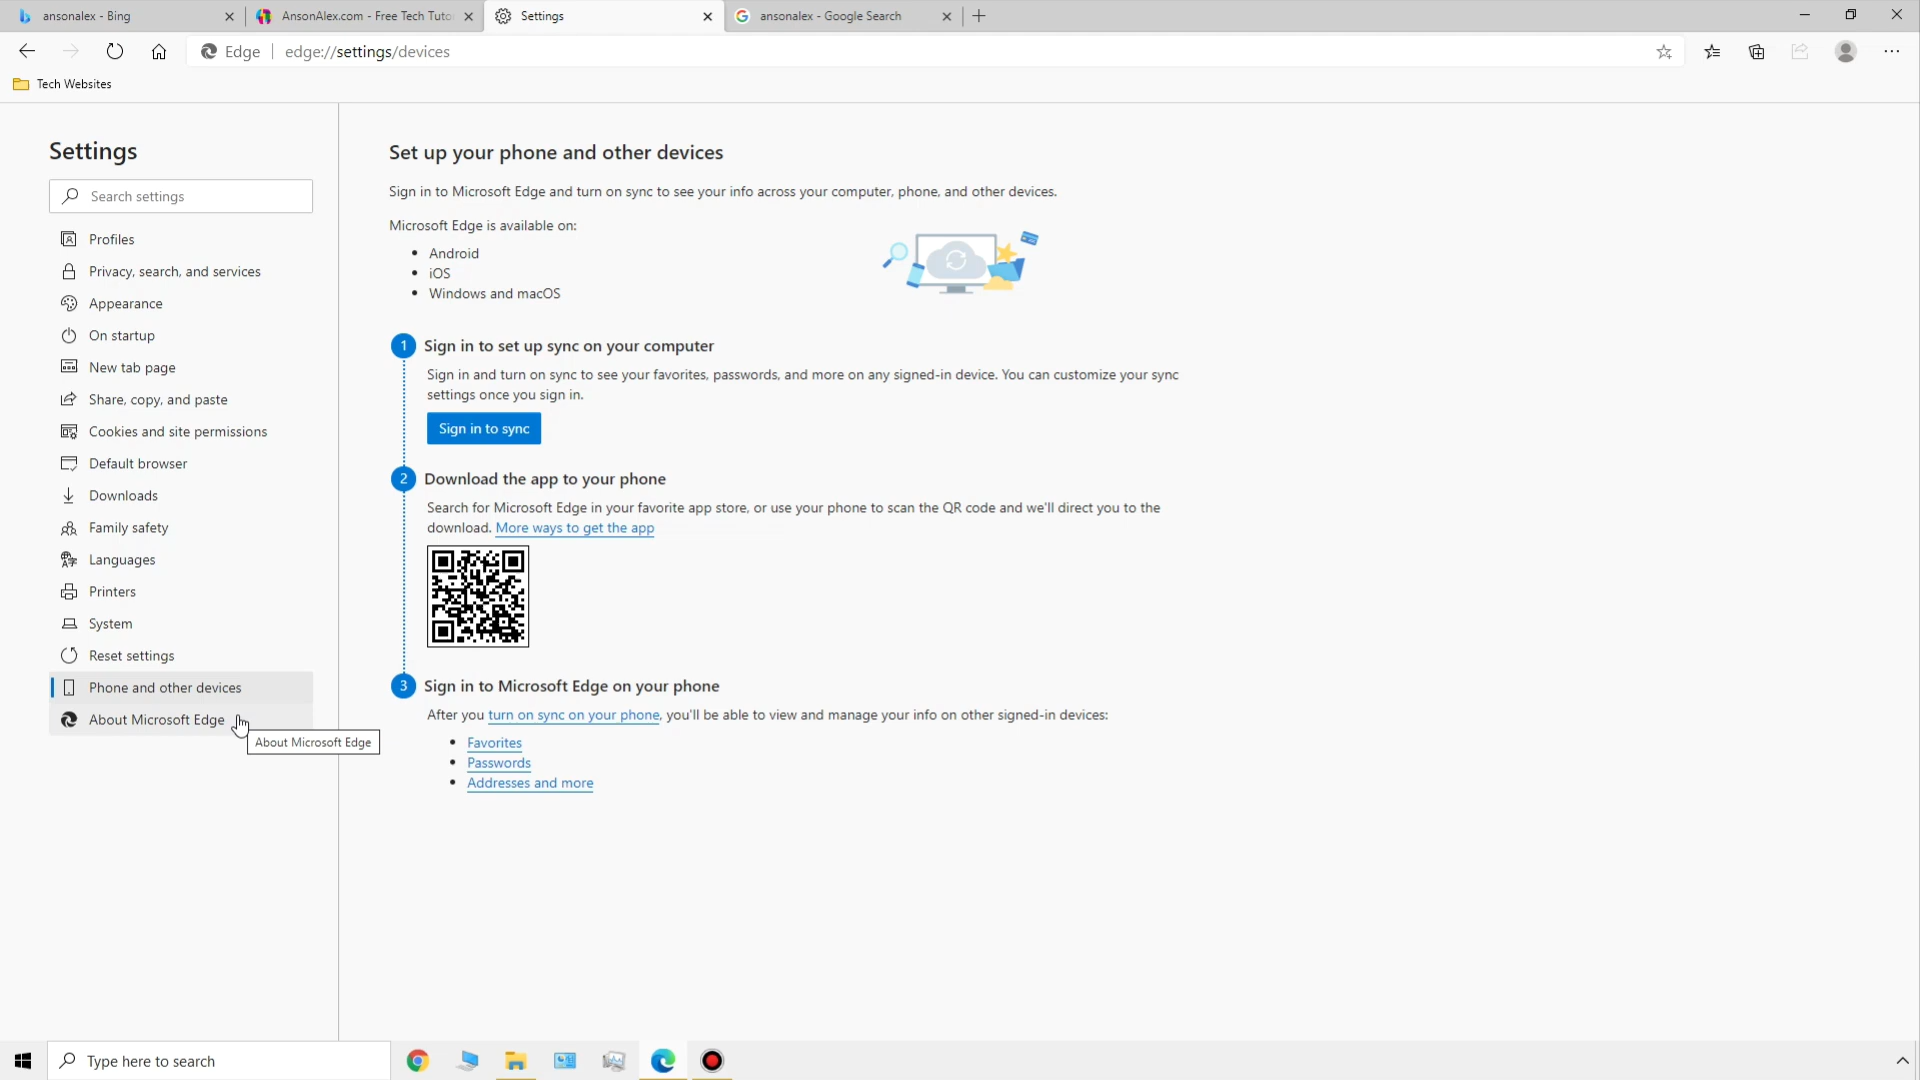 ansonalex - Bing
AnsonAlex.com - Free Tech Tuto
Settings
ansonalex - Google Search
Edge
edge://settings/devices
Tech Websites
Settings
Search settings
Profiles
Privacy, search, and services
Appearance
On startup
New tab page
Share, copy, and paste
Cookies and site permissions
Default browser
Downloads
Family safety
Languages
Printers
System
Reset settings
Phone and other devices
About Microsoft Edge
About Microsoft Edge
Set up your phone and other devices
Sign in to Microsoft Edge and turn on sync to see your info across your computer, phone, and other devices.
Microsoft Edge is available on:
Android
iOS
Windows and macOS
1 Sign in to set up sync on your computer
Sign in and turn on sync to see your favorites, passwords, and more on any signed-in device. You can customize your sync
settings once you sign in.
Sign in to sync
2 Download the app to your phone
Search for Microsoft Edge in your favorite app store, or use your phone to scan the QR code and we'll direct you to the
download. More ways to get the app
3 Sign in to Microsoft Edge on your phone
After you turn on sync on your phone, you'll be able to view and manage your info on other signed-in devices:
Favorites
Passwords
Addresses and more
Type here to search